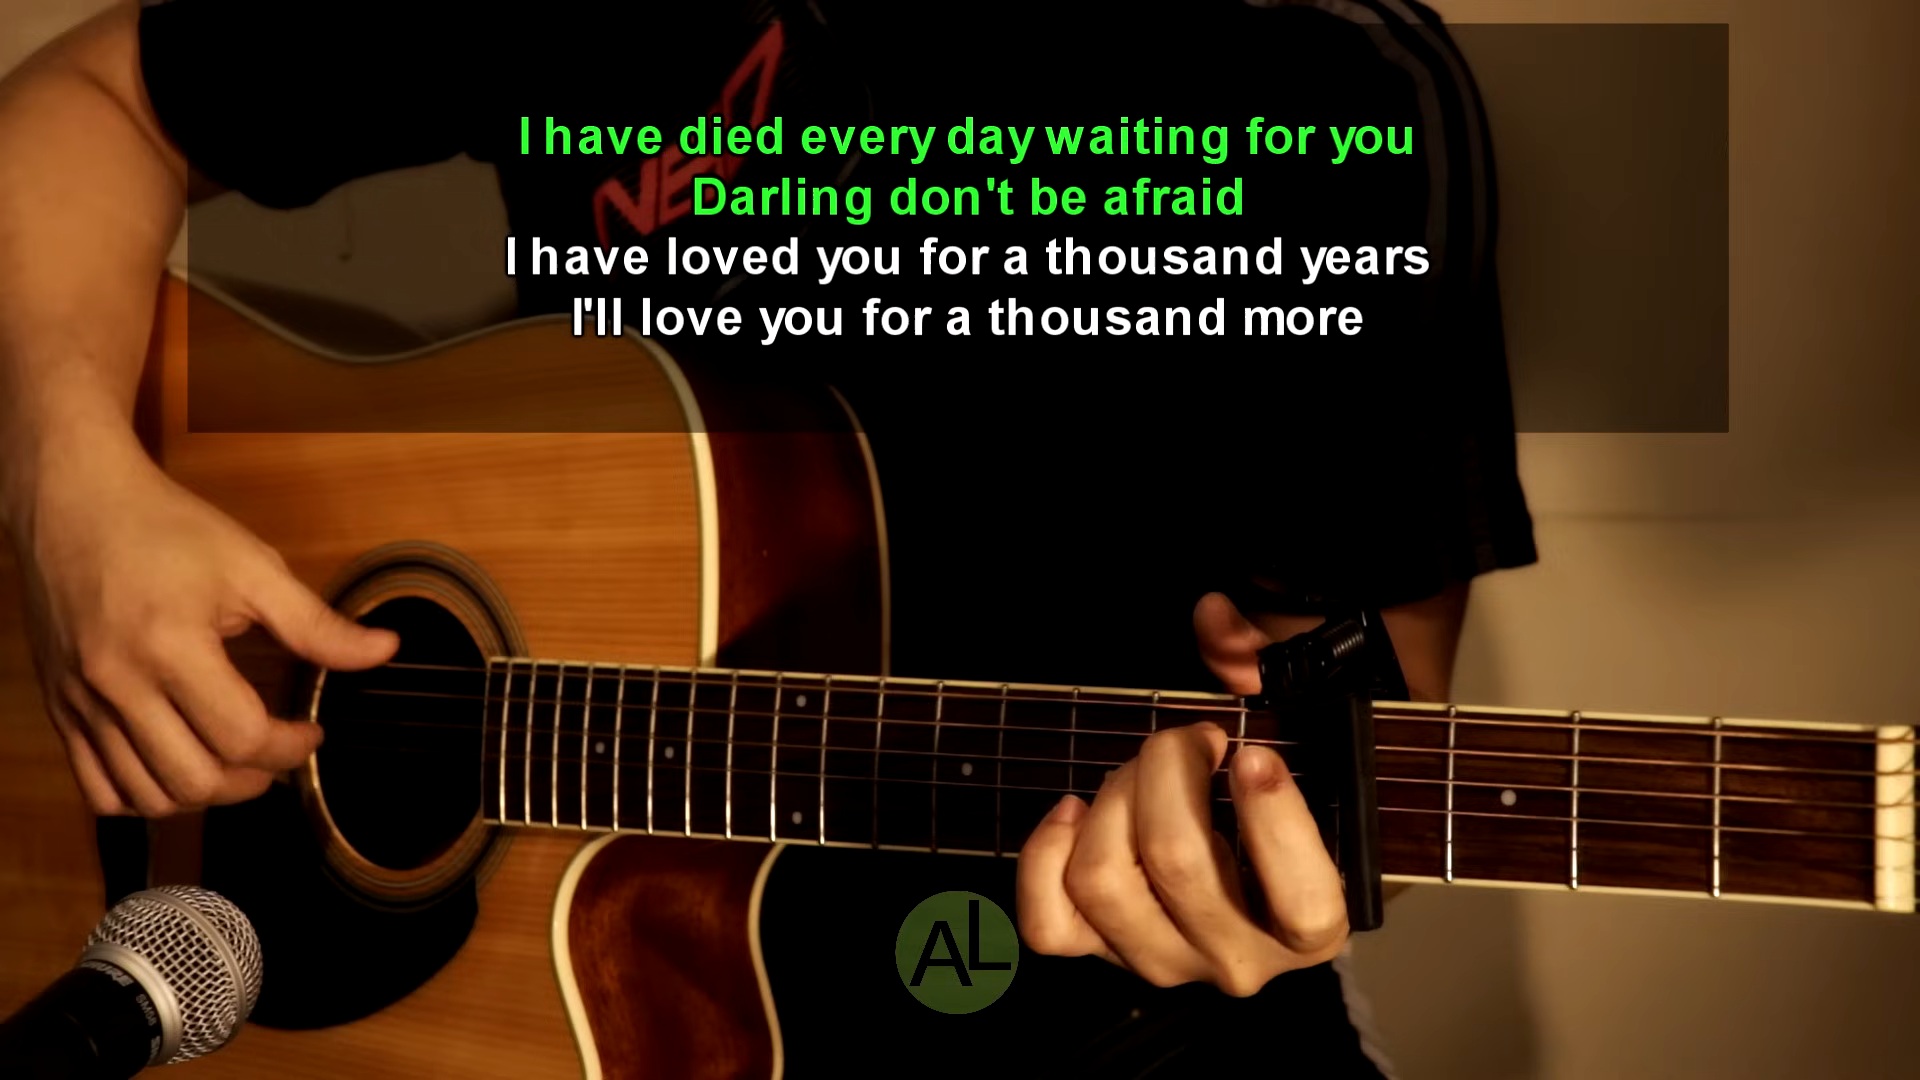 I have died every day waiting for you
Darling don't be afraid
I have loved you for a thousand years
I'll love you for a thousand more
AL
SM58